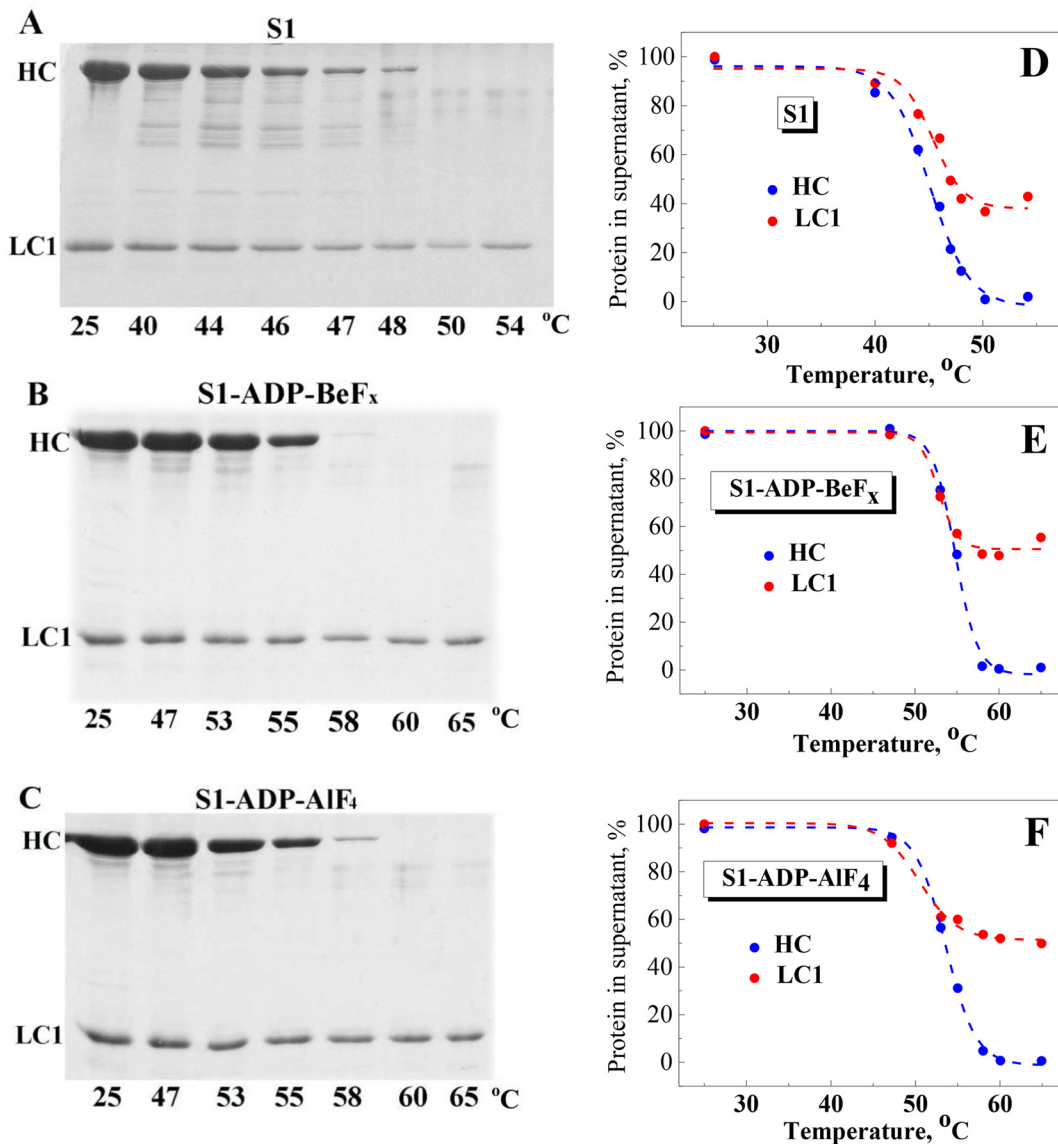 A
S1
HC
LC1
25 40 44 46 47 48 50 54 °C
B
S1-ADP-BeFₓ
HC
LC1
25 47 53 55 58 60 65 °C
C
S1-ADP-AlF₄
HC
LC1
25 47 53 55 58 60 65 °C
D
Protein in supernatant, %
100
80
60
40
20
0
S1
HC
LC1
30 40 50
Temperature, °C
E
Protein in supernatant, %
100
80
60
40
20
0
S1-ADP-BeFₓ
HC
LC1
30 40 50 60
Temperature, °C
F
Protein in supernatant, %
100
80
60
40
20
0
S1-ADP-AlF₄
HC
LC1
30 40 50 60
Temperature, °C